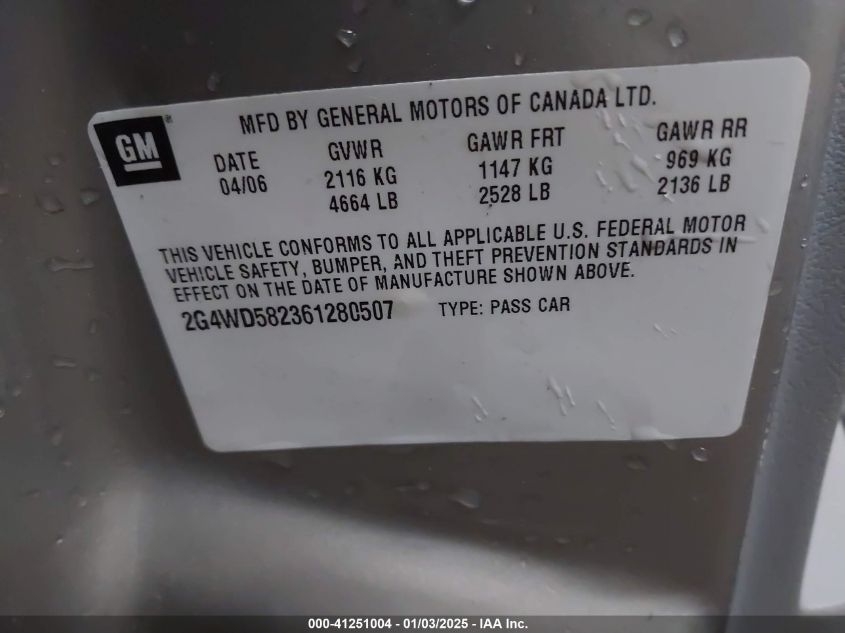 GM®
MFD BY GENERAL MOTORS OF CANADA LTD.
DATE GVWR GAWR FRT GAWR RR
04/06 2116 KG 1147 KG 969 KG
4664 LB 2528 LB 2136 LB
THIS VEHICLE CONFORMS TO ALL APPLICABLE U.S. FEDERAL MOTOR
VEHICLE SAFETY, BUMPER, AND THEFT PREVENTION STANDARDS IN
EFFECT ON THE DATE OF MANUFACTURE SHOWN ABOVE.
2G4WD582361280507 TYPE: PASS CAR
000-41251004 | 01/03/2025 - IAA Inc.